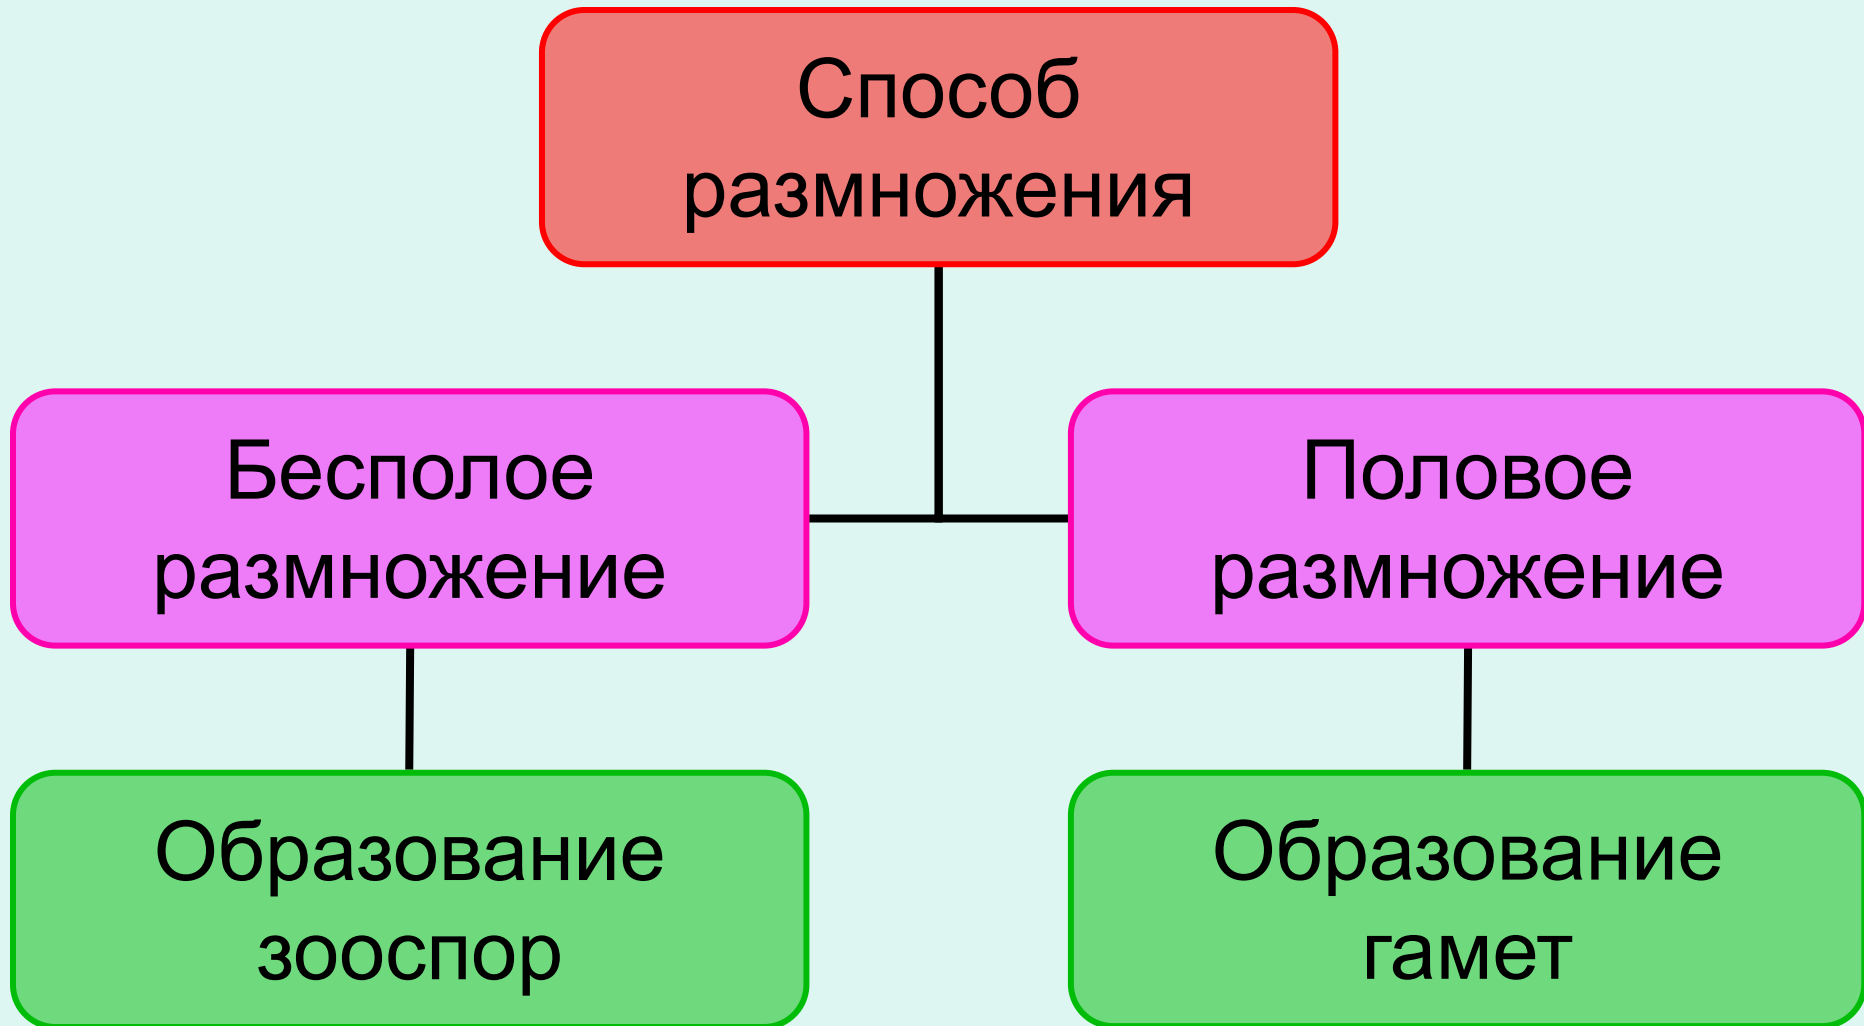 Способ
размножения
Бесполое
размножение
Половое
размножение
Образование
зооспор
Образование
гамет